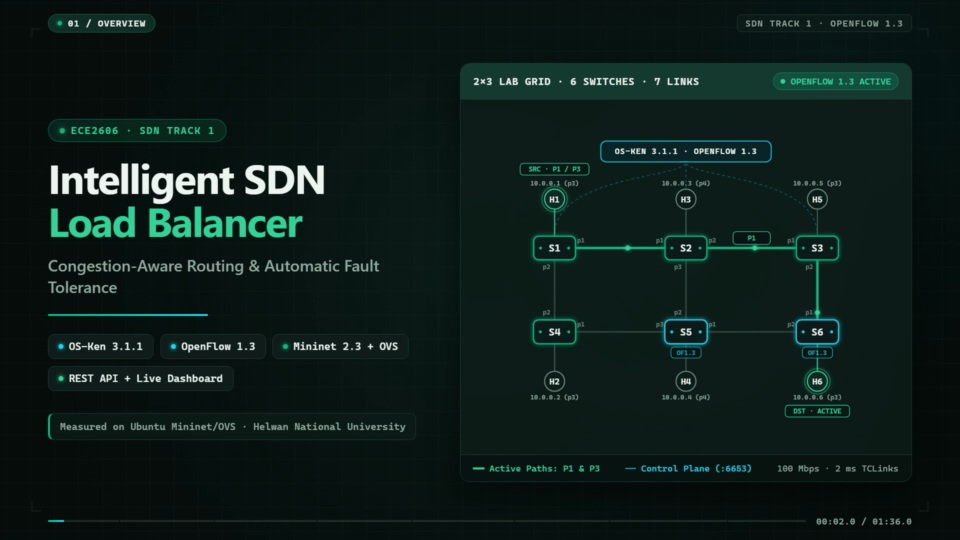 01 / OVERVIEW
SDN TRACK 1 · OPENFLOW 1.3
ECE2606 · SDN TRACK 1
Intelligent SDN
Load Balancer
Congestion-Aware Routing & Automatic Fault
Tolerance
OS-Ken 3.1.1
OpenFlow 1.3
Mininet 2.3 + OVS
REST API + Live Dashboard
Measured on Ubuntu Mininet/OVS · Helwan National University
2×3 LAB GRID · 6 SWITCHES · 7 LINKS
OPENFLOW 1.3 ACTIVE
OS-KEN 3.1.1 · OPENFLOW 1.3
SRC · P1 / P3
10.0.0.1 (p3)
10.0.0.3 (p4)
10.0.0.5 (p3)
H1
H3
H5
P1
S1
p1
p1
S2
p2
p1
S3
p2
p3
p2
p2
p2
p1
S4
p1
p3
S5
p1
p2
S6
OF1.3
OF1.3
H2
H4
H6
10.0.0.2 (p3)
10.0.0.4 (p4)
10.0.0.6 (p3)
DST · ACTIVE
Active Paths: P1 & P3
Control Plane (:6653)
100 Mbps · 2 ms TCLinks
00:02.0 / 01:36.0